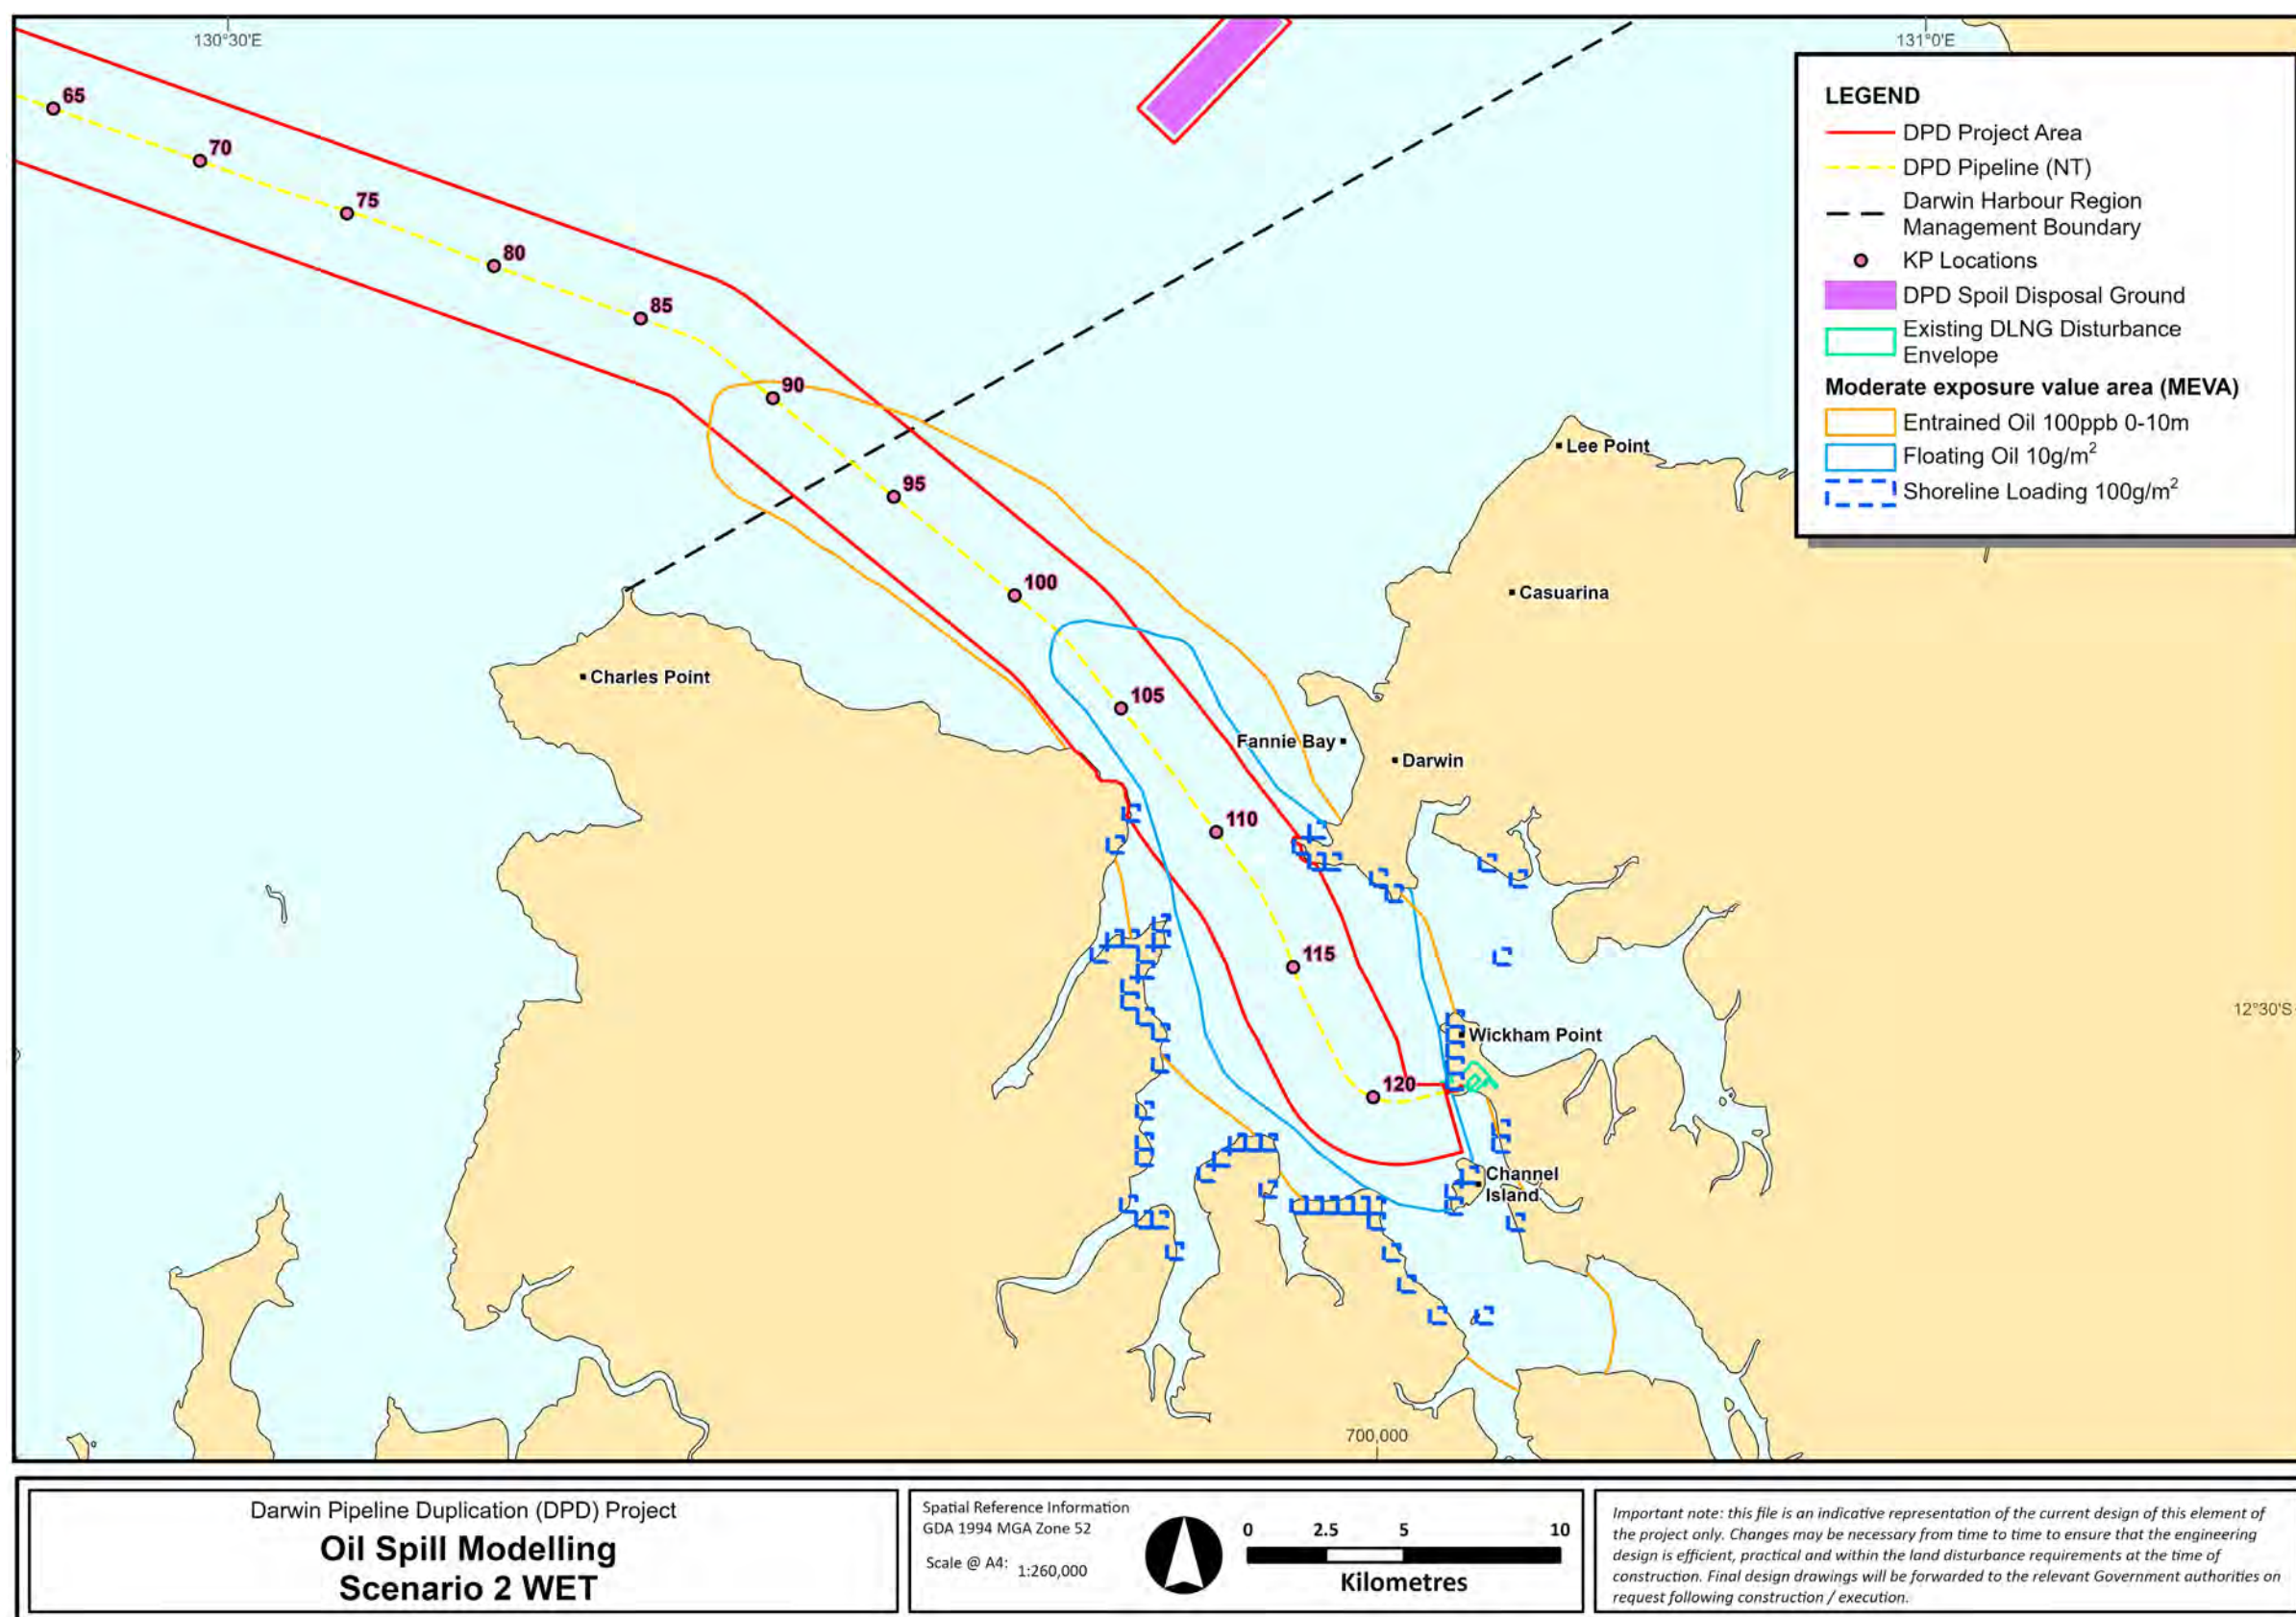 130°30'E
131°0'E
65
70
75
80
85
90
95
100
105
110
115
120
LEGEND
DPD Project Area
DPD Pipeline (NT)
Darwin Harbour Region
Management Boundary
KP Locations
DPD Spoil Disposal Ground
Existing DLNG Disturbance
Envelope
Moderate exposure value area (MEVA)
Entrained Oil 100ppb 0-10m
Floating Oil 10g/m²
Shoreline Loading 100g/m²
Lee Point
Casuarina
Charles Point
Fannie Bay
Darwin
12°30'S
Wickham Point
Channel
Island
700,000
Darwin Pipeline Duplication (DPD) Project
Oil Spill Modelling
Scenario 2 WET
Spatial Reference Information
GDA 1994 MGA Zone 52
Scale @ A4: 1:260,000
0 2.5 5 10
Kilometres
Important note: this file is an indicative representation of the current design of this element of
the project only. Changes may be necessary from time to time to ensure that the engineering
design is efficient, practical and within the land disturbance requirements at the time of
construction. Final design drawings will be forwarded to the relevant Government authorities on
request following construction / execution.